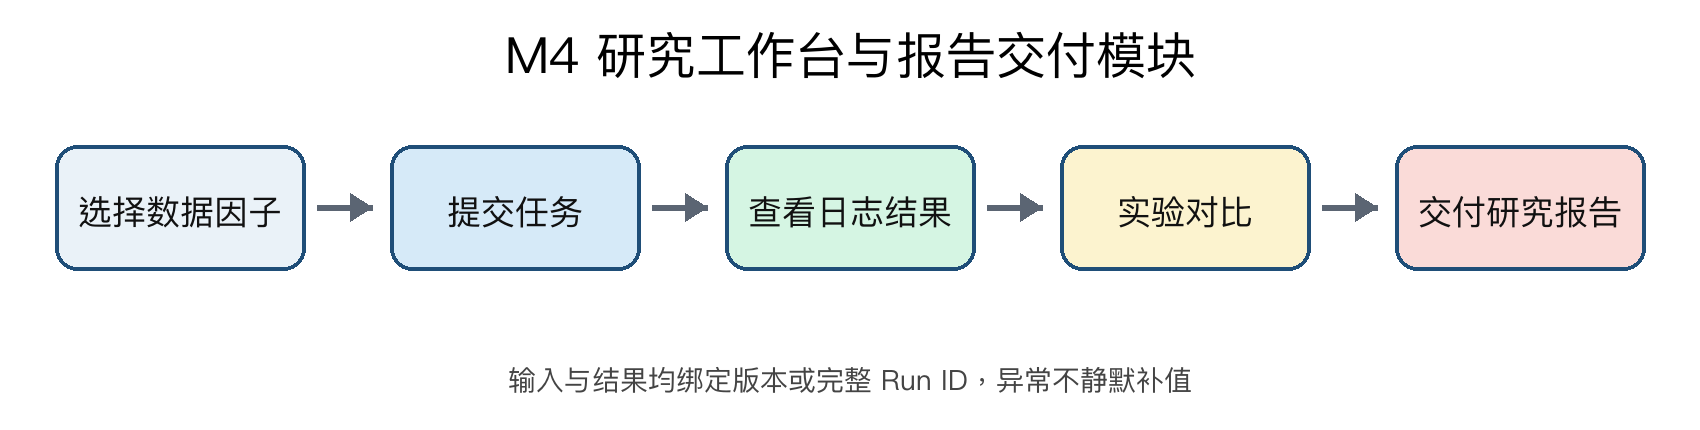 M4 研究工作台与报告交付模块
选择数据因子
提交任务
查看日志结果
实验对比
交付研究报告
输入与结果均绑定版本或完整 Run ID，异常不静默补值